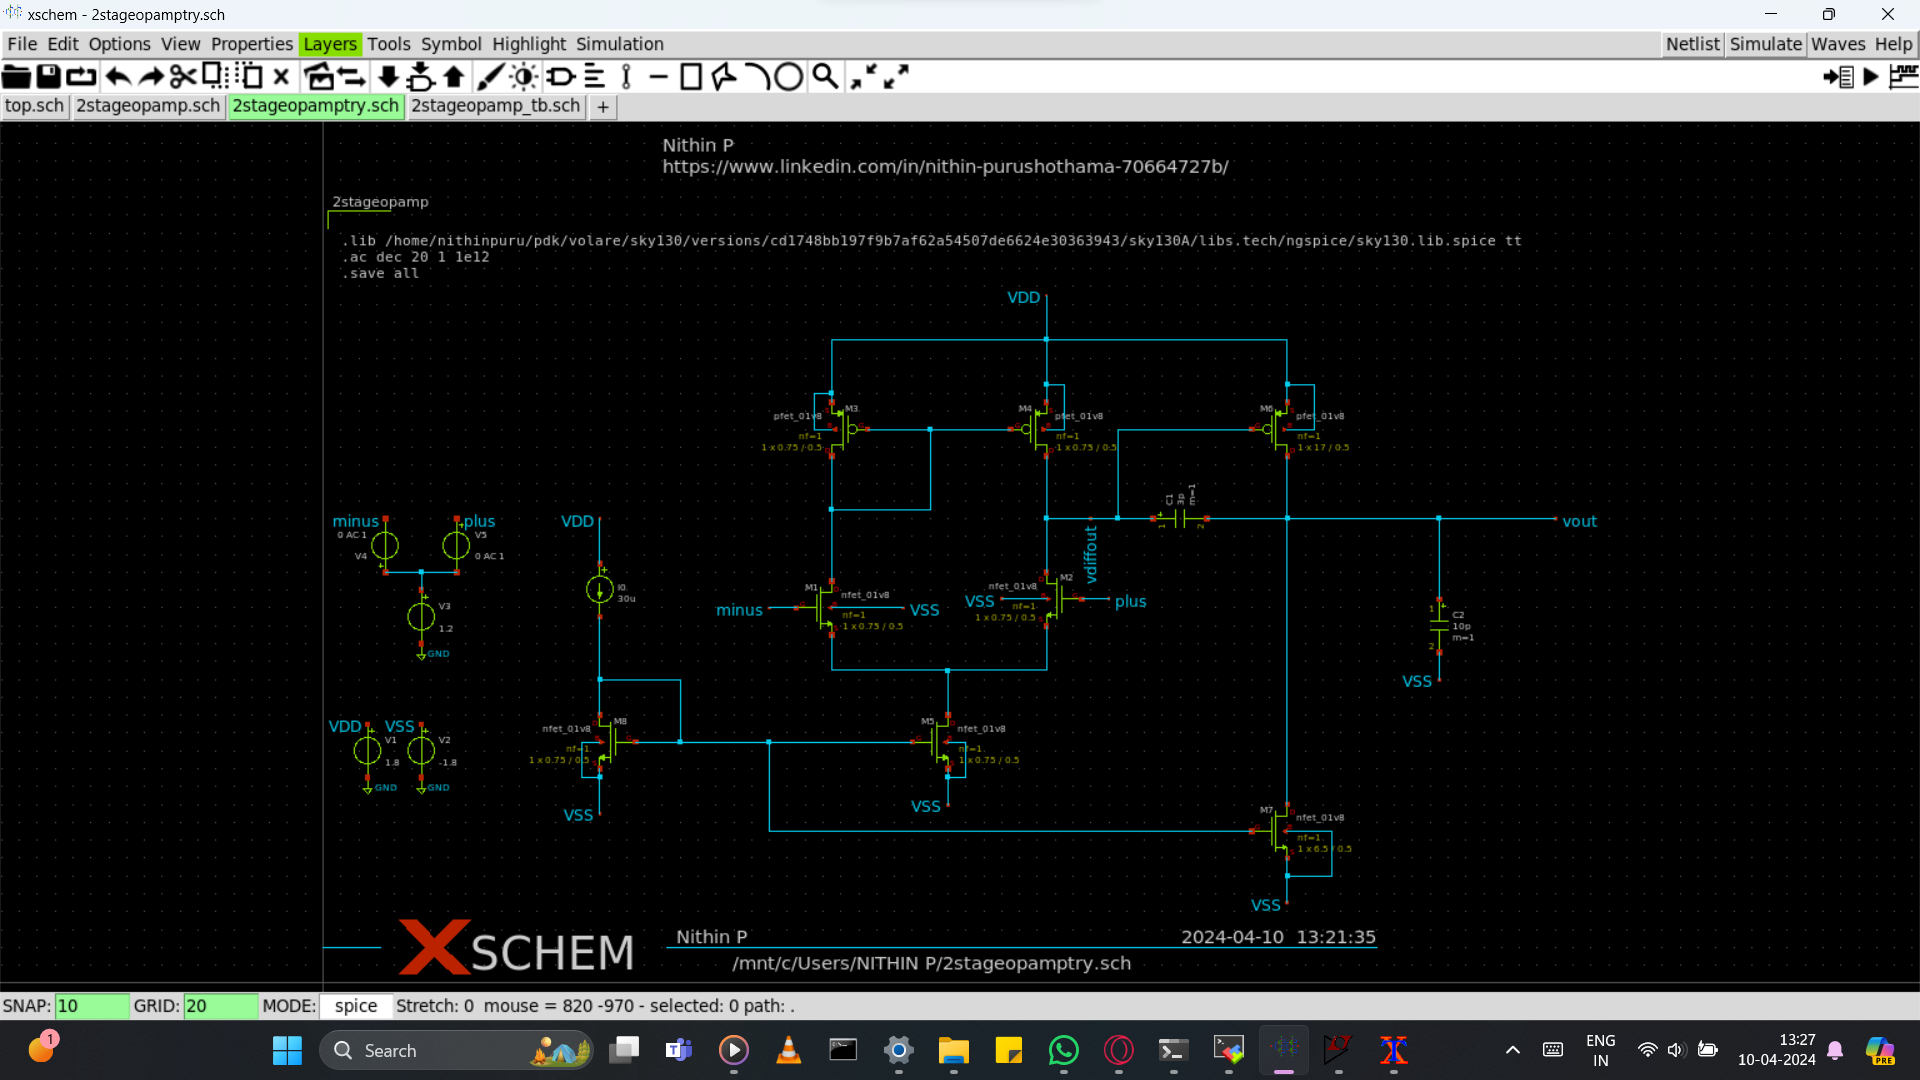 xschem - 2stageopamptry.sch
File Edit Options View Properties Layers Tools Symbol Highlight Simulation
Netlist Simulate Waves Help
top.sch 2stageopamp.sch 2stageopamptry.sch 2stageopamp_tb.sch +
Nithin P
https://www.linkedin.com/in/nithin-purushothama-70664727b/
2stageopamp
.lib /home/nithinpuru/pdk/volare/sky130/versions/cd1748bb197f9b7af62a54507de6624e30363943/sky130A/libs.tech/ngspice/sky130.lib.spice tt
.ac dec 20 1 1e12
.save all
VDD
M3
pfet_01v8
nf=1
1 x 0.75 / 0.5
M4
pfet_01v8
nf=1
1 x 0.75 / 0.5
M6
pfet_01v8
nf=1
1 x 17 / 0.5
C1
3p
m=1
1
2
vout
vdiffout
minus
0 AC 1
V4
plus
V5
0 AC 1
V3
1.2
GND
VDD
I0
30u
minus
M1
nfet_01v8
nf=1
1 x 0.75 / 0.5
VSS
VSS
nfet_01v8
nf=1
1 x 0.75 / 0.5
M2
plus
1
C2
10p
m=1
2
VSS
VDD
V1
1.8
GND
VSS
V2
-1.8
GND
nfet_01v8
M8
nf=1
1 x 0.75 / 0.5
VSS
M5
nfet_01v8
nf=1
1 x 0.75 / 0.5
VSS
M7
nfet_01v8
nf=1
1 x 6.5 / 0.5
VSS
XSCHEM
Nithin P
2024-04-10 13:21:35
/mnt/c/Users/NITHIN P/2stageopamptry.sch
SNAP: 10 GRID: 20 MODE: spice Stretch: 0 mouse = 820 -970 - selected: 0 path: .
1
Search
ENG
IN
13:27
10-04-2024
PRE